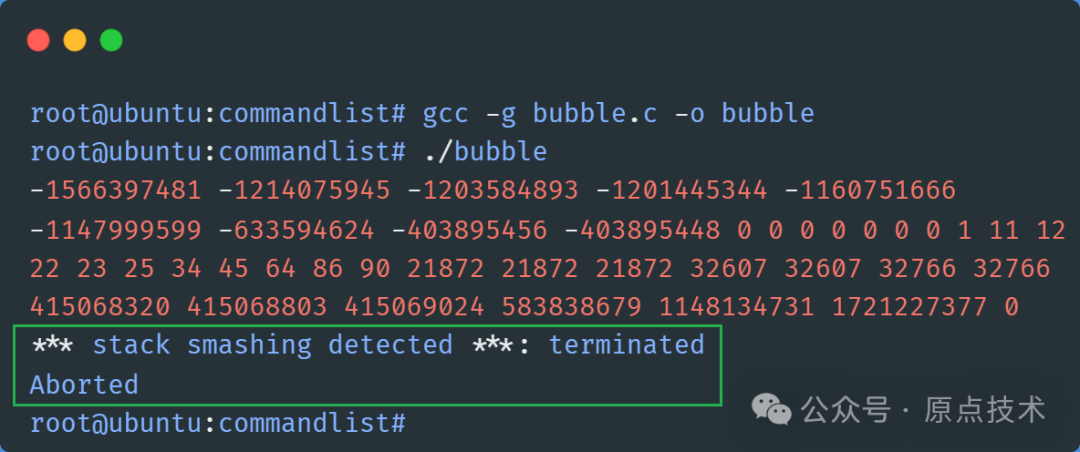 root@ubuntu:commandlist# gcc -g bubble.c -o bubble
root@ubuntu:commandlist# ./bubble
-1566397481 -1214075945 -1203584893 -1201445344 -1160751666
-1147999599 -633594624 -403895456 -403895448 0 0 0 0 0 0 0 1 11 12
22 23 25 34 45 64 86 90 21872 21872 21872 32607 32607 32766 32766
415068320 415068803 415069024 583838679 1148134731 1721227377 0
*** stack smashing detected ***: terminated
Aborted
root@ubuntu:commandlist#
公众号 · 原点技术